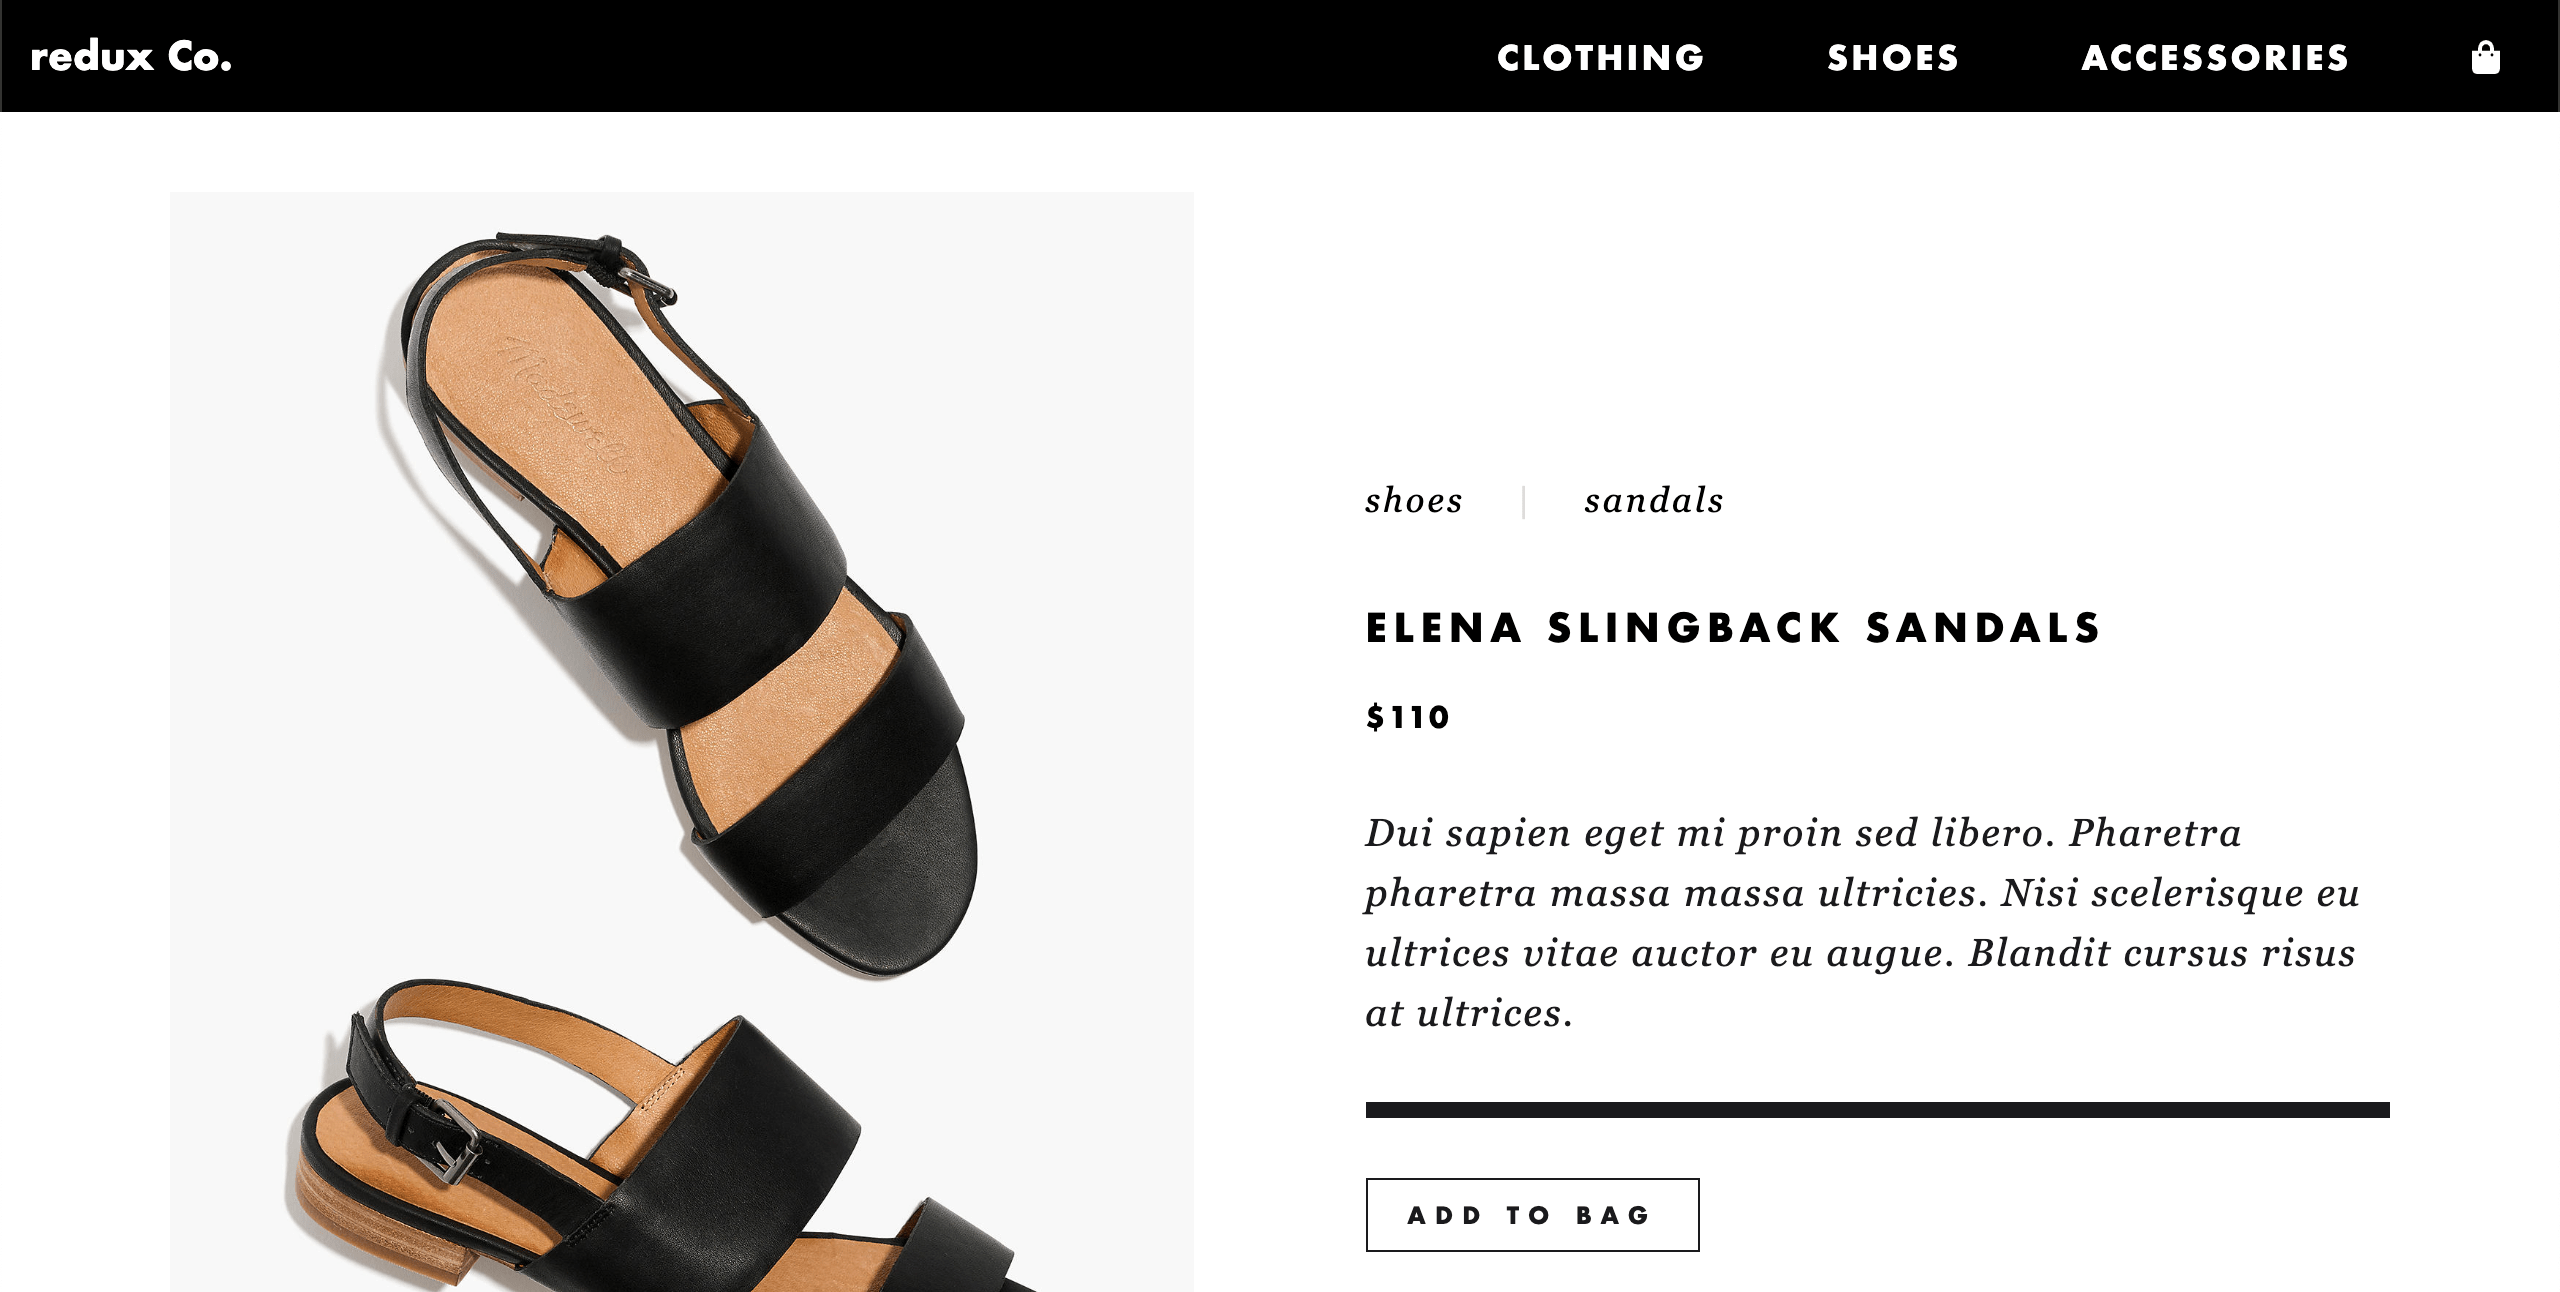 redux Co.
CLOTHING
SHOES
ACCESSORIES
Madewell
shoes | sandals
ELENA SLINGBACK SANDALS
$110
Dui sapien eget mi proin sed libero. Pharetra
pharetra massa massa ultricies. Nisi scelerisque eu
ultrices vitae auctor eu augue. Blandit cursus risus
at ultrices.
ADD TO BAG